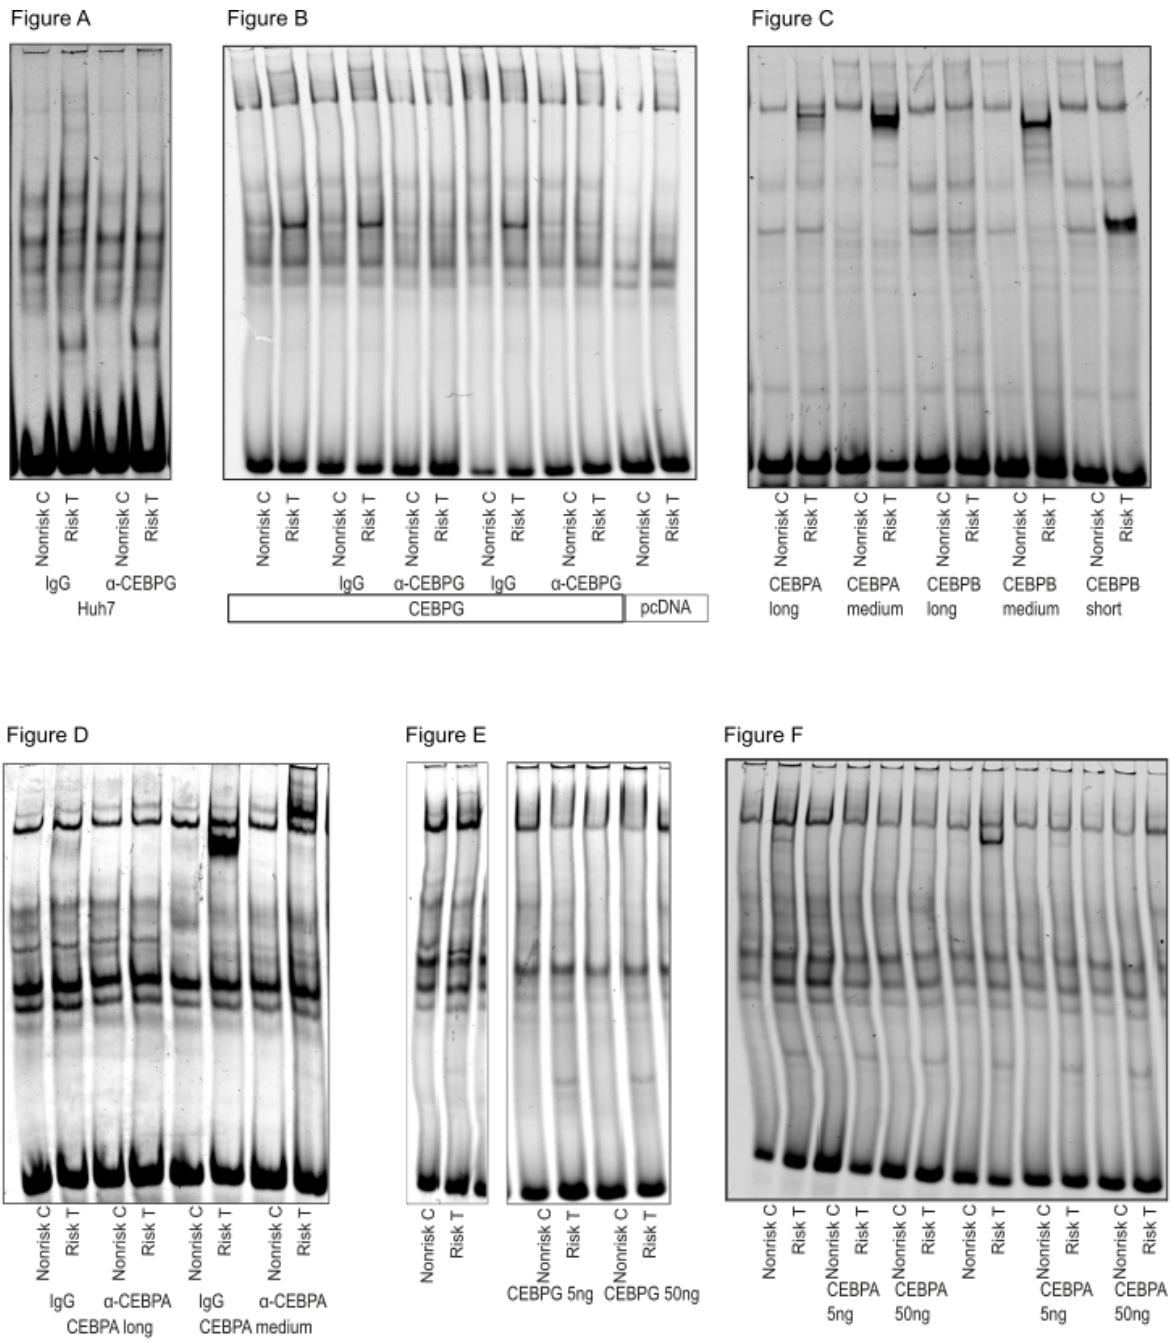 Figure A
Figure B
Figure C
Nonrisk C
Risk T
Nonrisk C
Risk T
IgG α-CEBPG
Huh7
Nonrisk C
Risk T
Nonrisk C
Risk T
Nonrisk C
Risk T
Nonrisk C
Risk T
Nonrisk C
Risk T
Nonrisk C
Risk T
IgG α-CEBPG IgG α-CEBPG
CEBPG pcDNA
Nonrisk C
Risk T
Nonrisk C
Risk T
Nonrisk C
Risk T
Nonrisk C
Risk T
Nonrisk C
Risk T
CEBPA CEBPA CEBPB CEBPB CEBPB
long medium long medium short
Figure D
Figure E
Figure F
Nonrisk C
Risk T
Nonrisk C
Risk T
Nonrisk C
Risk T
Nonrisk C
Risk T
IgG α-CEBPA IgG α-CEBPA
CEBPA long CEBPA medium
Nonrisk C
Risk T
Nonrisk C
Risk T
Nonrisk C
Risk T
CEBPG 5ng CEBPG 50ng
Nonrisk C
Risk T
Nonrisk C
Risk T
Nonrisk C
Risk T
Nonrisk C
Risk T
Nonrisk C
Risk T
Nonrisk C
Risk T
CEBPA CEBPA CEBPA CEBPA
5ng 50ng 5ng 50ng